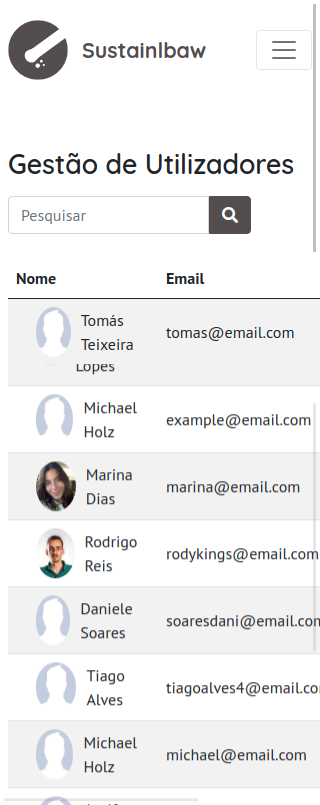 Sustainlbaw
Gestão de Utilizadores
Pesquisar
Nome Email
Tomás
Teixeira
tomas@email.com
Lopes
Michael
Holz
example@email.com
Marina
Dias
marina@email.com
Rodrigo
Reis
rodykings@email.com
Daniele
Soares
soaresdani@email.com
Tiago
Alves
tiagoalves4@email.co
Michael
Holz
michael@email.com